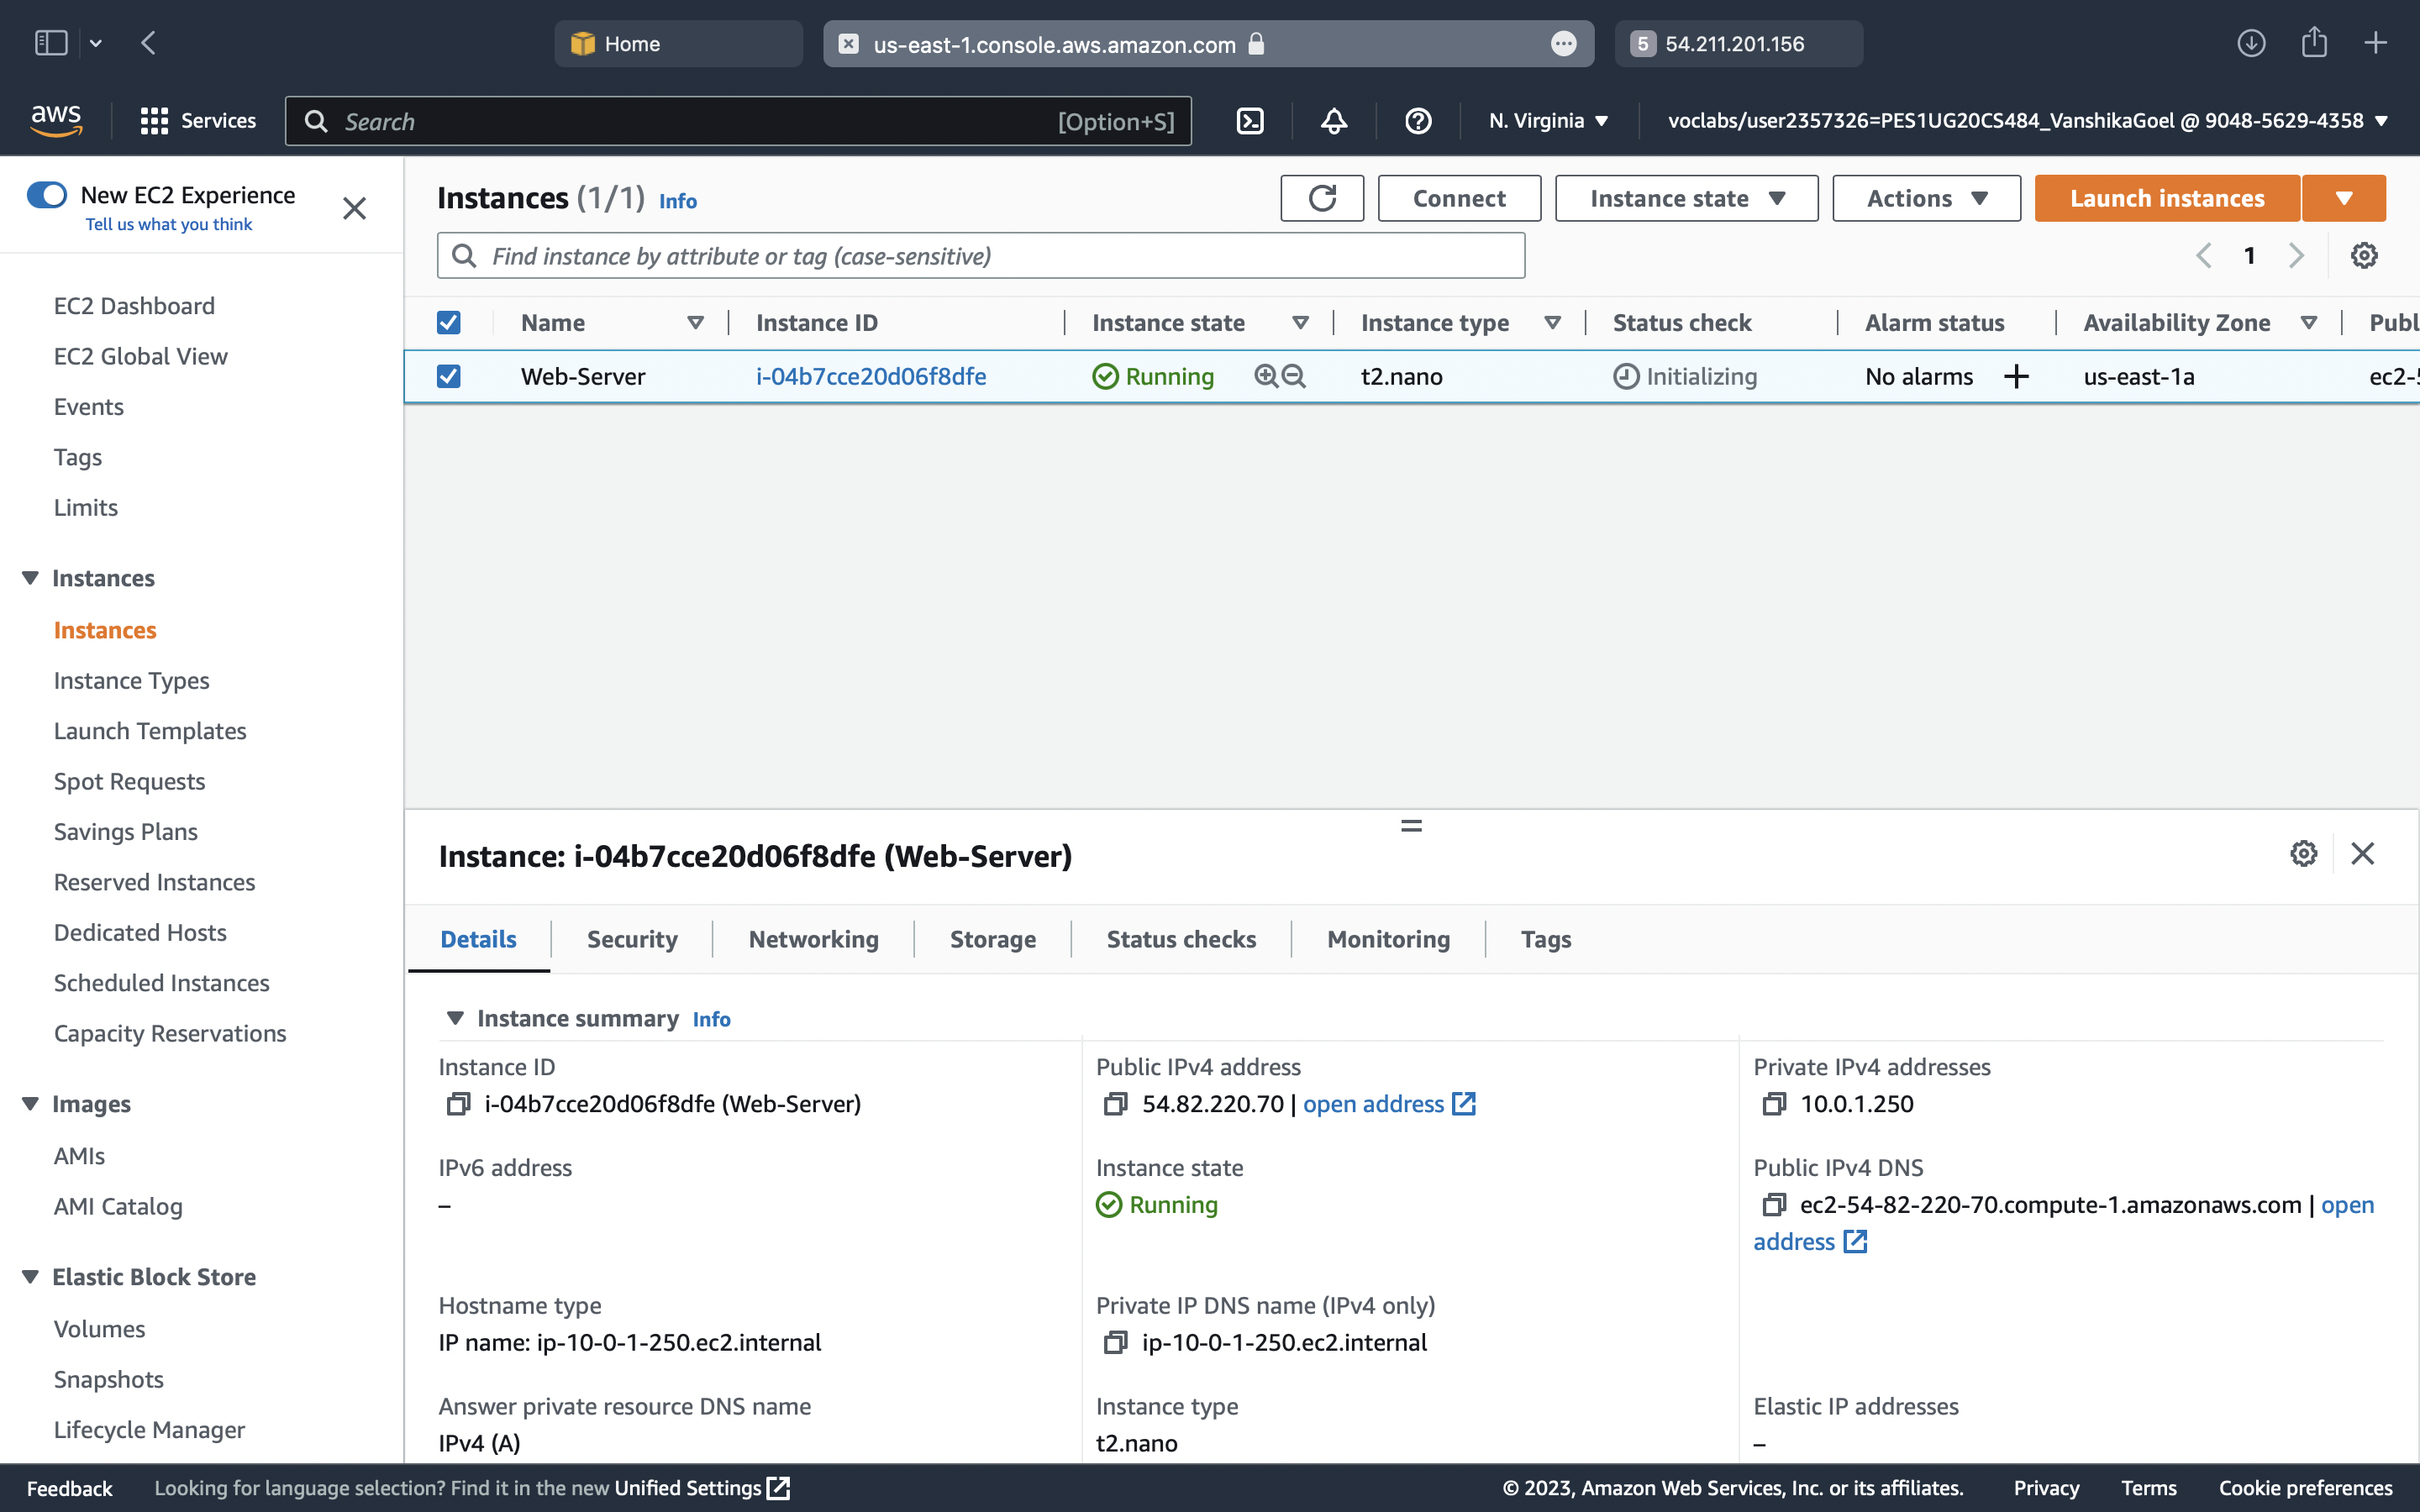 Home
us-east-1.console.aws.amazon.com
5 54.211.201.156
aws
Services
Search [Option+S]
N. Virginia
voclabs/user2357326=PES1UG20CS484_VanshikaGoel @ 9048-5629-4358
New EC2 Experience
Tell us what you think
EC2 Dashboard
EC2 Global View
Events
Tags
Limits
Instances
Instances
Instance Types
Launch Templates
Spot Requests
Savings Plans
Reserved Instances
Dedicated Hosts
Scheduled Instances
Capacity Reservations
Images
AMIs
AMI Catalog
Elastic Block Store
Volumes
Snapshots
Lifecycle Manager
Instances (1/1) Info
Connect
Instance state
Actions
Launch instances
Find instance by attribute or tag (case-sensitive)
1
Name Instance ID Instance state Instance type Status check Alarm status Availability Zone Publ
Web-Server i-04b7cce20d06f8dfe Running t2.nano Initializing No alarms us-east-1a ec2-5
Instance: i-04b7cce20d06f8dfe (Web-Server)
Details Security Networking Storage Status checks Monitoring Tags
Instance summary Info
Instance ID
i-04b7cce20d06f8dfe (Web-Server)
Public IPv4 address
54.82.220.70 | open address
Private IPv4 addresses
10.0.1.250
IPv6 address
–
Instance state
Running
Public IPv4 DNS
ec2-54-82-220-70.compute-1.amazonaws.com | open
address
Hostname type
IP name: ip-10-0-1-250.ec2.internal
Private IP DNS name (IPv4 only)
ip-10-0-1-250.ec2.internal
Answer private resource DNS name
IPv4 (A)
Instance type
t2.nano
Elastic IP addresses
–
Feedback
Looking for language selection? Find it in the new Unified Settings
© 2023, Amazon Web Services, Inc. or its affiliates.
Privacy
Terms
Cookie preferences